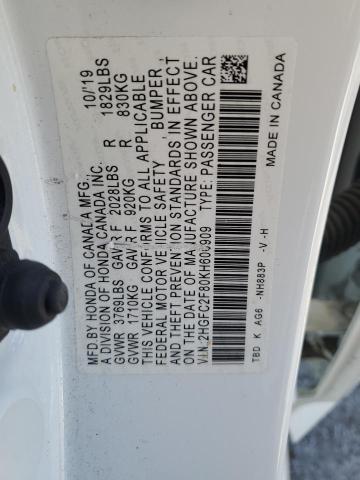 MFD.BY HONDA OF CANADA MFG. 10/'19
A DIVISION OF HONDA CANADA INC.
GVWR 3769LBS GAWR F 2028LBS R 1829LBS
GVWR 1710KG GAWR F 920KG R 830KG
THIS VEHICLE CONFORMS TO ALL APPLICABLE
FEDERAL MOTOR VEHICLE SAFETY , BUMPER ,
AND THEFT PREVENTION STANDARDS IN EFFECT
ON THE DATE OF MANUFACTURE SHOWN ABOVE
V.I.N:2HGFC2F80KH600909 TYPE:PASSENGER CAR
TBD K AG6 -NH883P -V -H
MADE IN CANADA